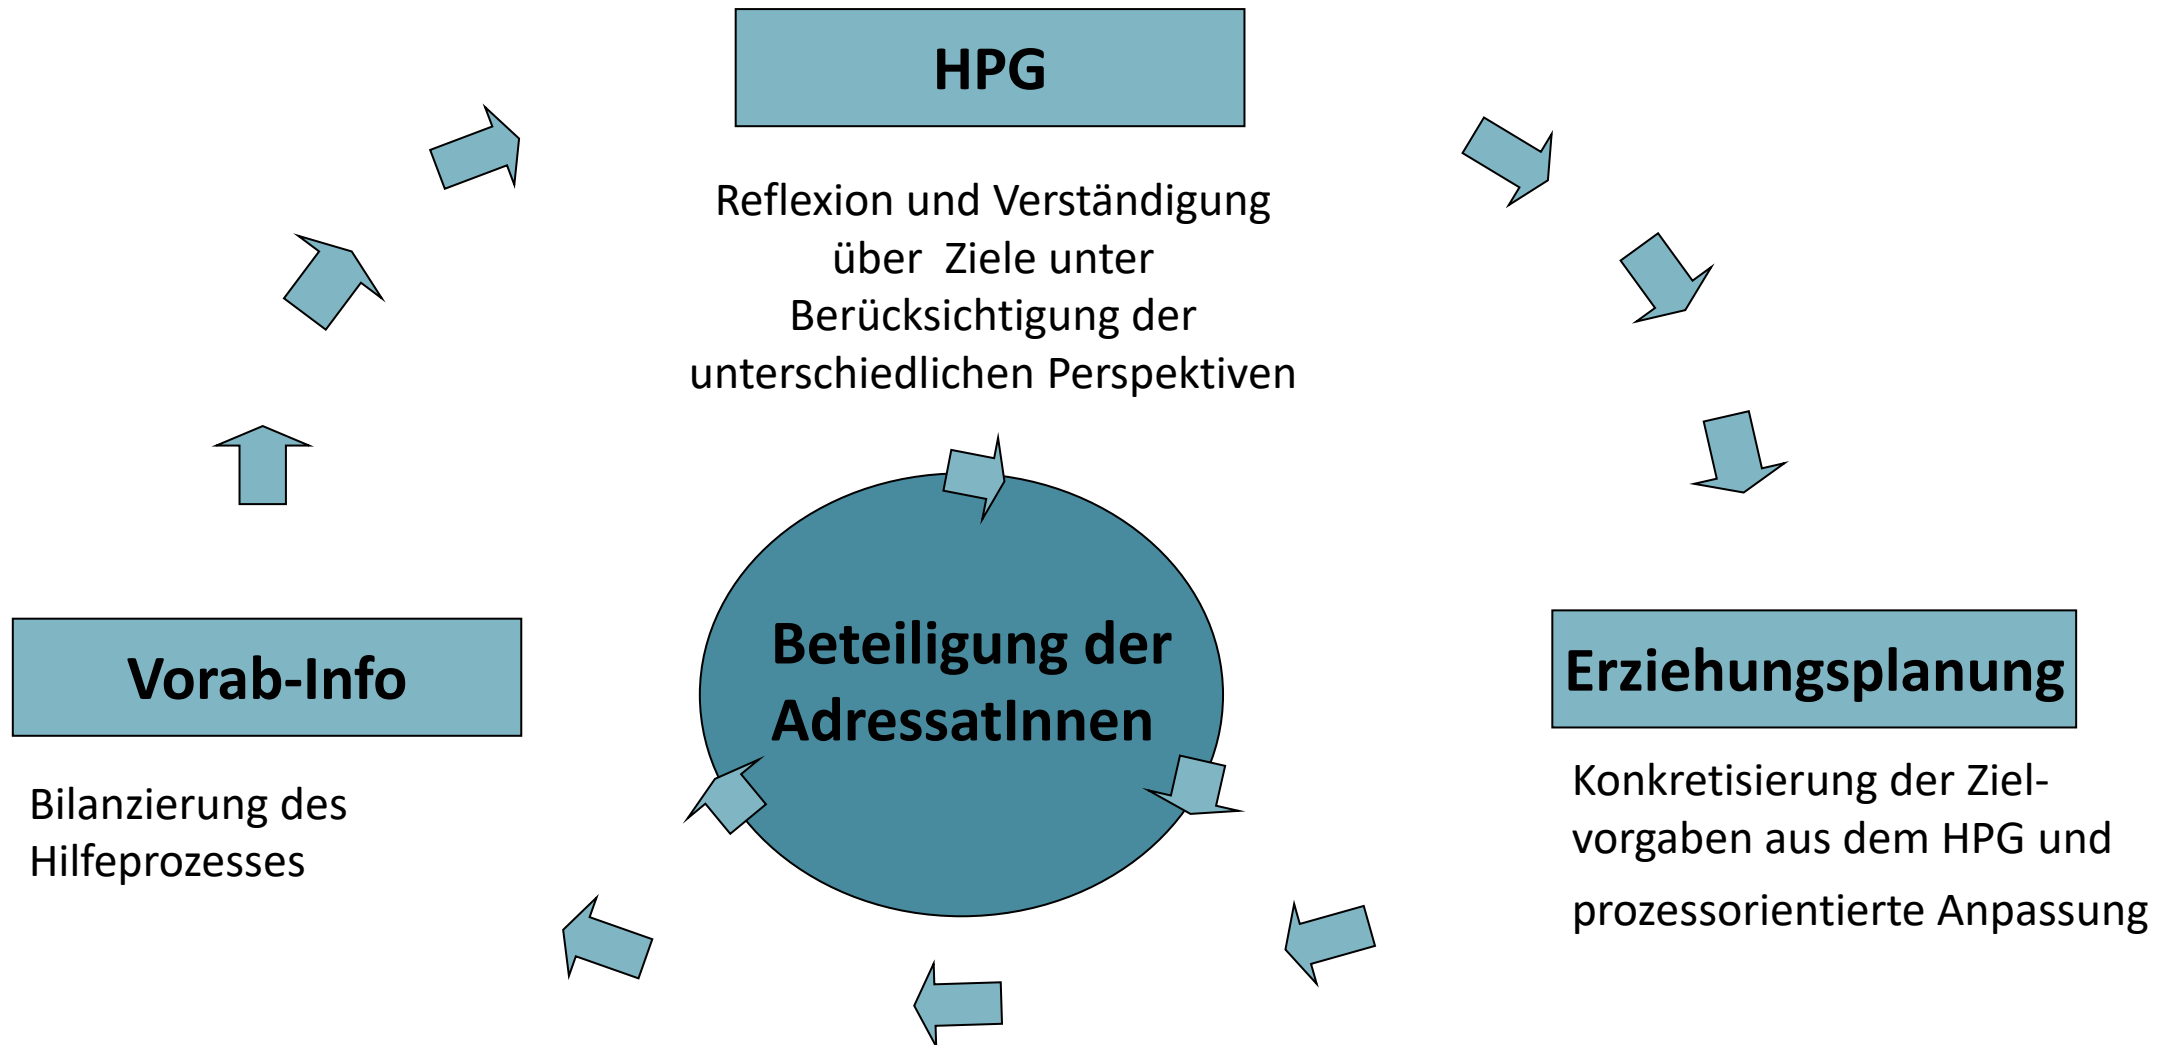 HPG
Reflexion und Verständigung
über  Ziele unter
Berücksichtigung der
unterschiedlichen Perspektiven
Beteiligung der
AdressatInnen
Vorab-Info
Bilanzierung des
Hilfeprozesses
Erziehungsplanung
Konkretisierung der Ziel-
vorgaben aus dem HPG und
prozessorientierte Anpassung